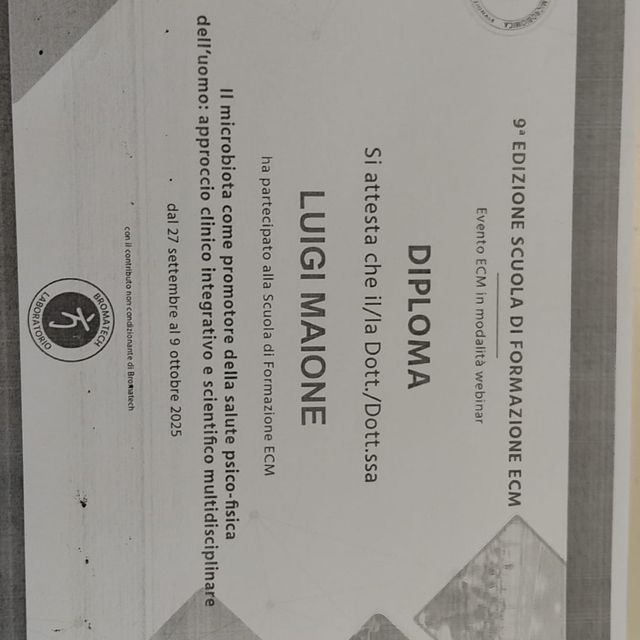 9ª EDIZIONE SCUOLA DI FORMAZIONE ECM
Evento ECM in modalità webinar
DIPLOMA
Si attesta che il/la Dott./Dott.ssa
LUIGI MAIONE
ha partecipato alla Scuola di Formazione ECM
Il microbiota come promotore della salute psico-fisica
dell'uomo: approccio clinico integrativo e scientifico multidisciplinare
dal 27 settembre al 9 ottobre 2025
con il contributo non condizionante di Bromatech
BROMATECH
LABORATORIO